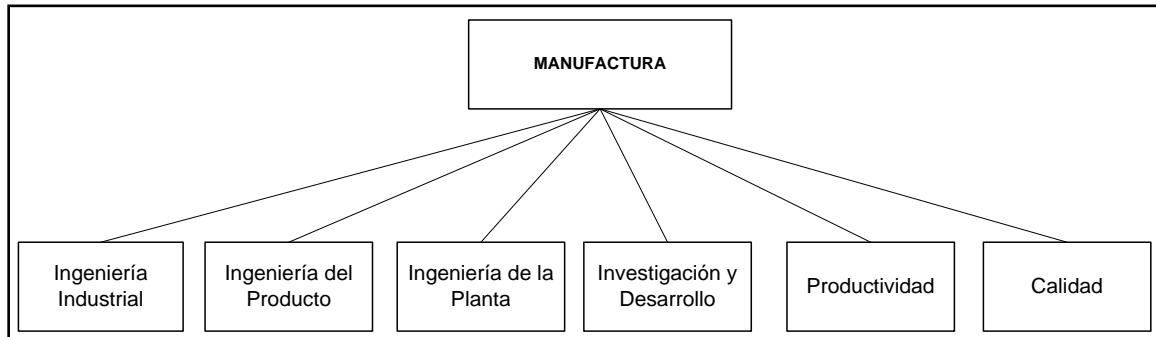 MANUFACTURA
Ingeniería
Industrial
Ingeniería del
Producto
Ingeniería de la
Planta
Investigación y
Desarrollo
Productividad
Calidad